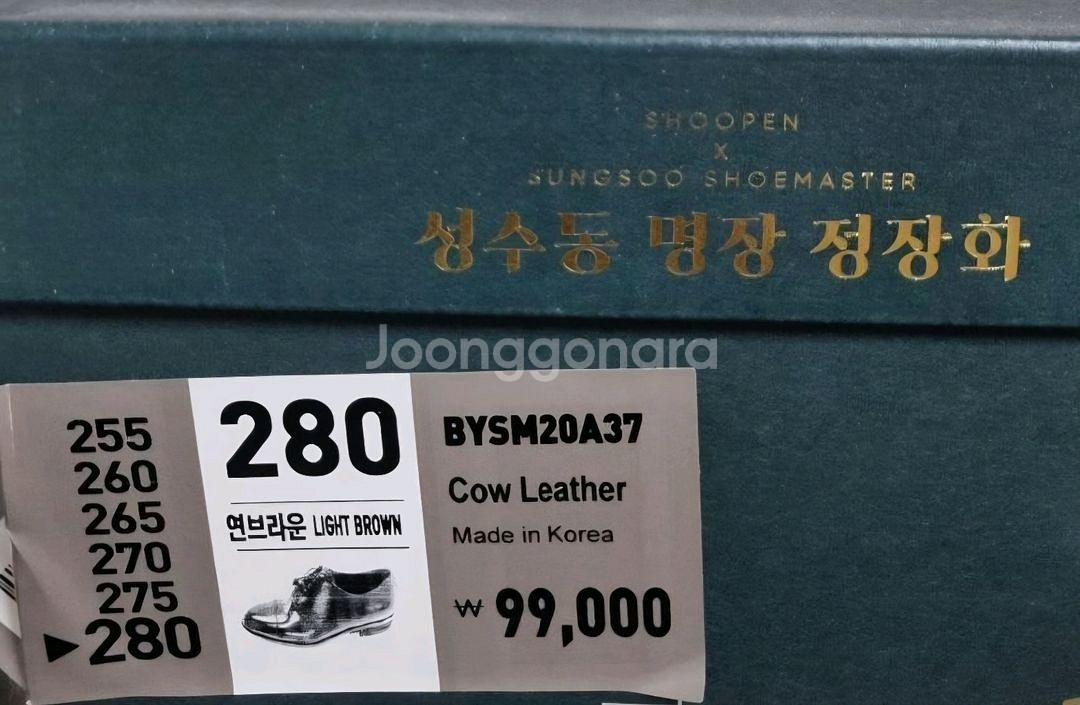 SHOOPEN
X
SUNGSOO SHOEMASTER
성수동 명장 정장화
Joonggonara
255
260
265
270
275
▶280
280
연브라운 LIGHT BROWN
BYSM20A37
Cow Leather
Made in Korea
₩ 99,000